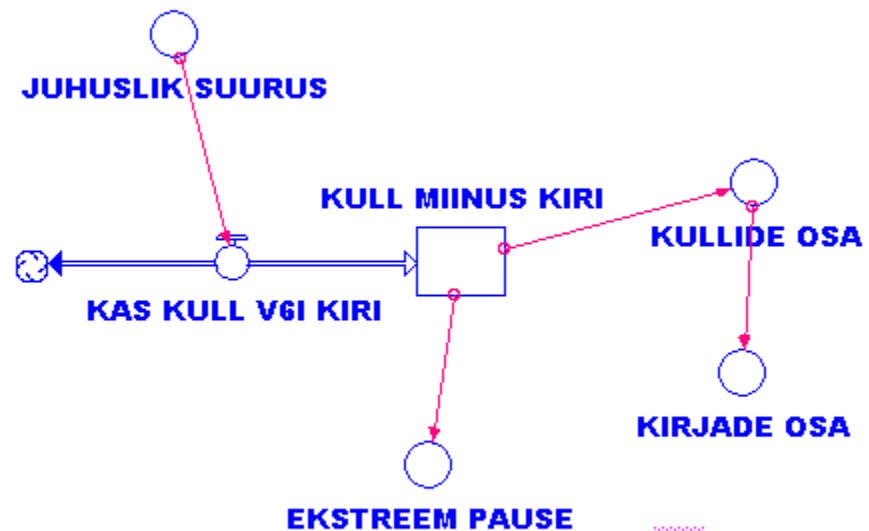 JUHUSLIK SUURUS
KULL MIINUS KIRI
KULLIDE OSA
KAS KULL V6I KIRI
KIRJADE OSA
EKSTREEM PAUSE